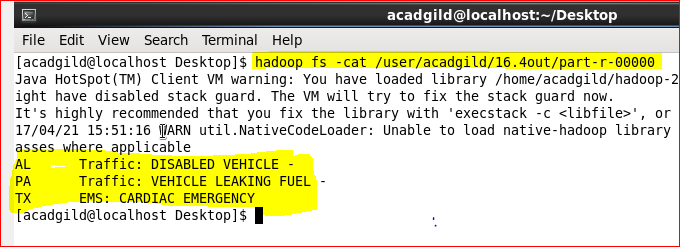 acadgild@localhost:~/Desktop
File Edit View Search Terminal Help
[acadgild@localhost Desktop]$ hadoop fs -cat /user/acadgild/16.4out/part-r-00000
Java HotSpot(TM) Client VM warning: You have loaded library /home/acadgild/hadoop-2
ight have disabled stack guard. The VM will try to fix the stack guard now.
It's highly recommended that you fix the library with 'execstack -c <libfile>', or
17/04/21 15:51:16 WARN util.NativeCodeLoader: Unable to load native-hadoop library
asses where applicable
AL Traffic: DISABLED VEHICLE -
PA Traffic: VEHICLE LEAKING FUEL -
TX EMS: CARDIAC EMERGENCY
[acadgild@localhost Desktop]$